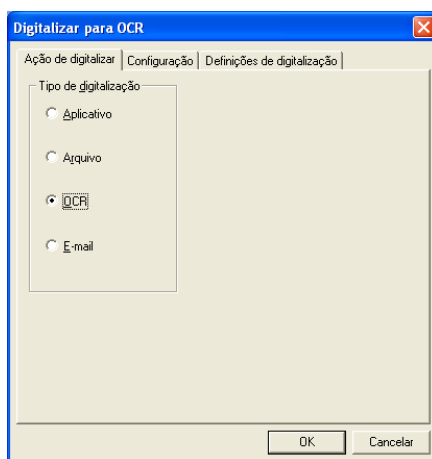 Digitalizar para OCR
Ação de digitalizar Configuração Definições de digitalização
Tipo de digitalização
Aplicativo
Arquivo
OCR
E-mail
OK Cancelar